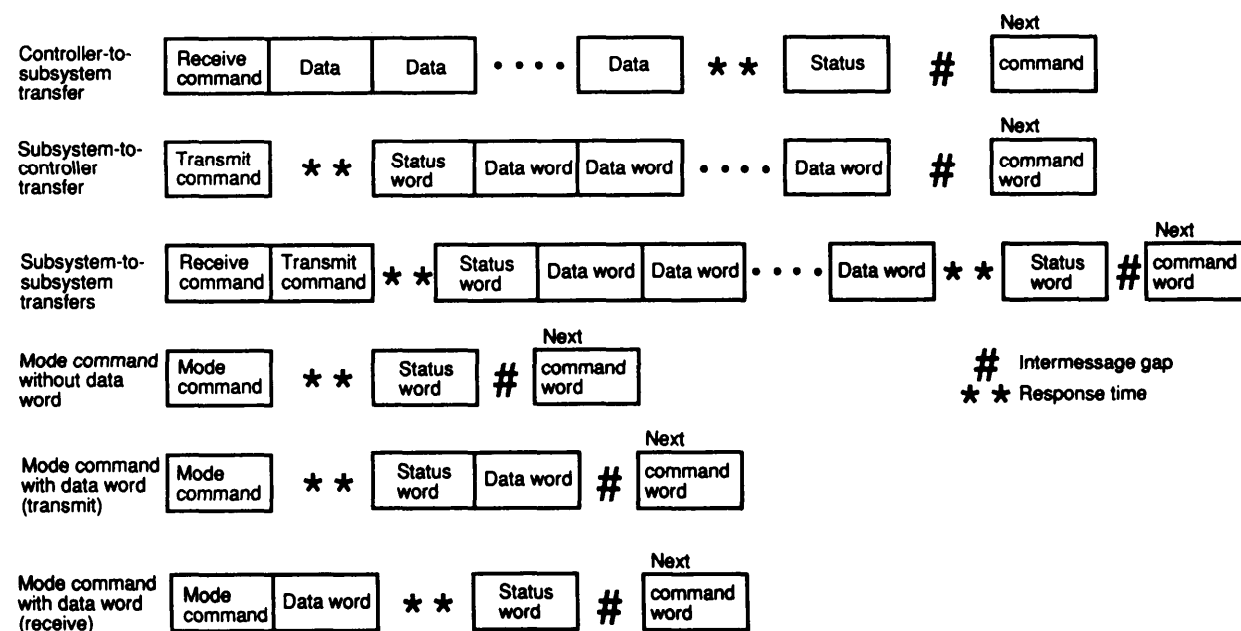 Controller-to-
subsystem
transfer
Receive
command
Data
Data
• • • •
Data
* *
Status
#
Next
command
Subsystem-to-
controller
transfer
Transmit
command
* *
Status
word
Data word
Data word
• • • •
Data word
#
Next
command
word
Subsystem-to-
subsystem
transfers
Receive
command
Transmit
command
* *
Status
word
Data word
Data word
• • • •
Data word
* *
Status
word
#
Next
command
word
Mode command
without data
word
Mode
command
* *
Status
word
#
Next
command
word
# Intermessage gap
* * Response time
Mode command
with data word
(transmit)
Mode
command
* *
Status
word
Data word
#
Next
command
word
Mode command
with data word
(receive)
Mode
command
Data word
* *
Status
word
#
Next
command
word